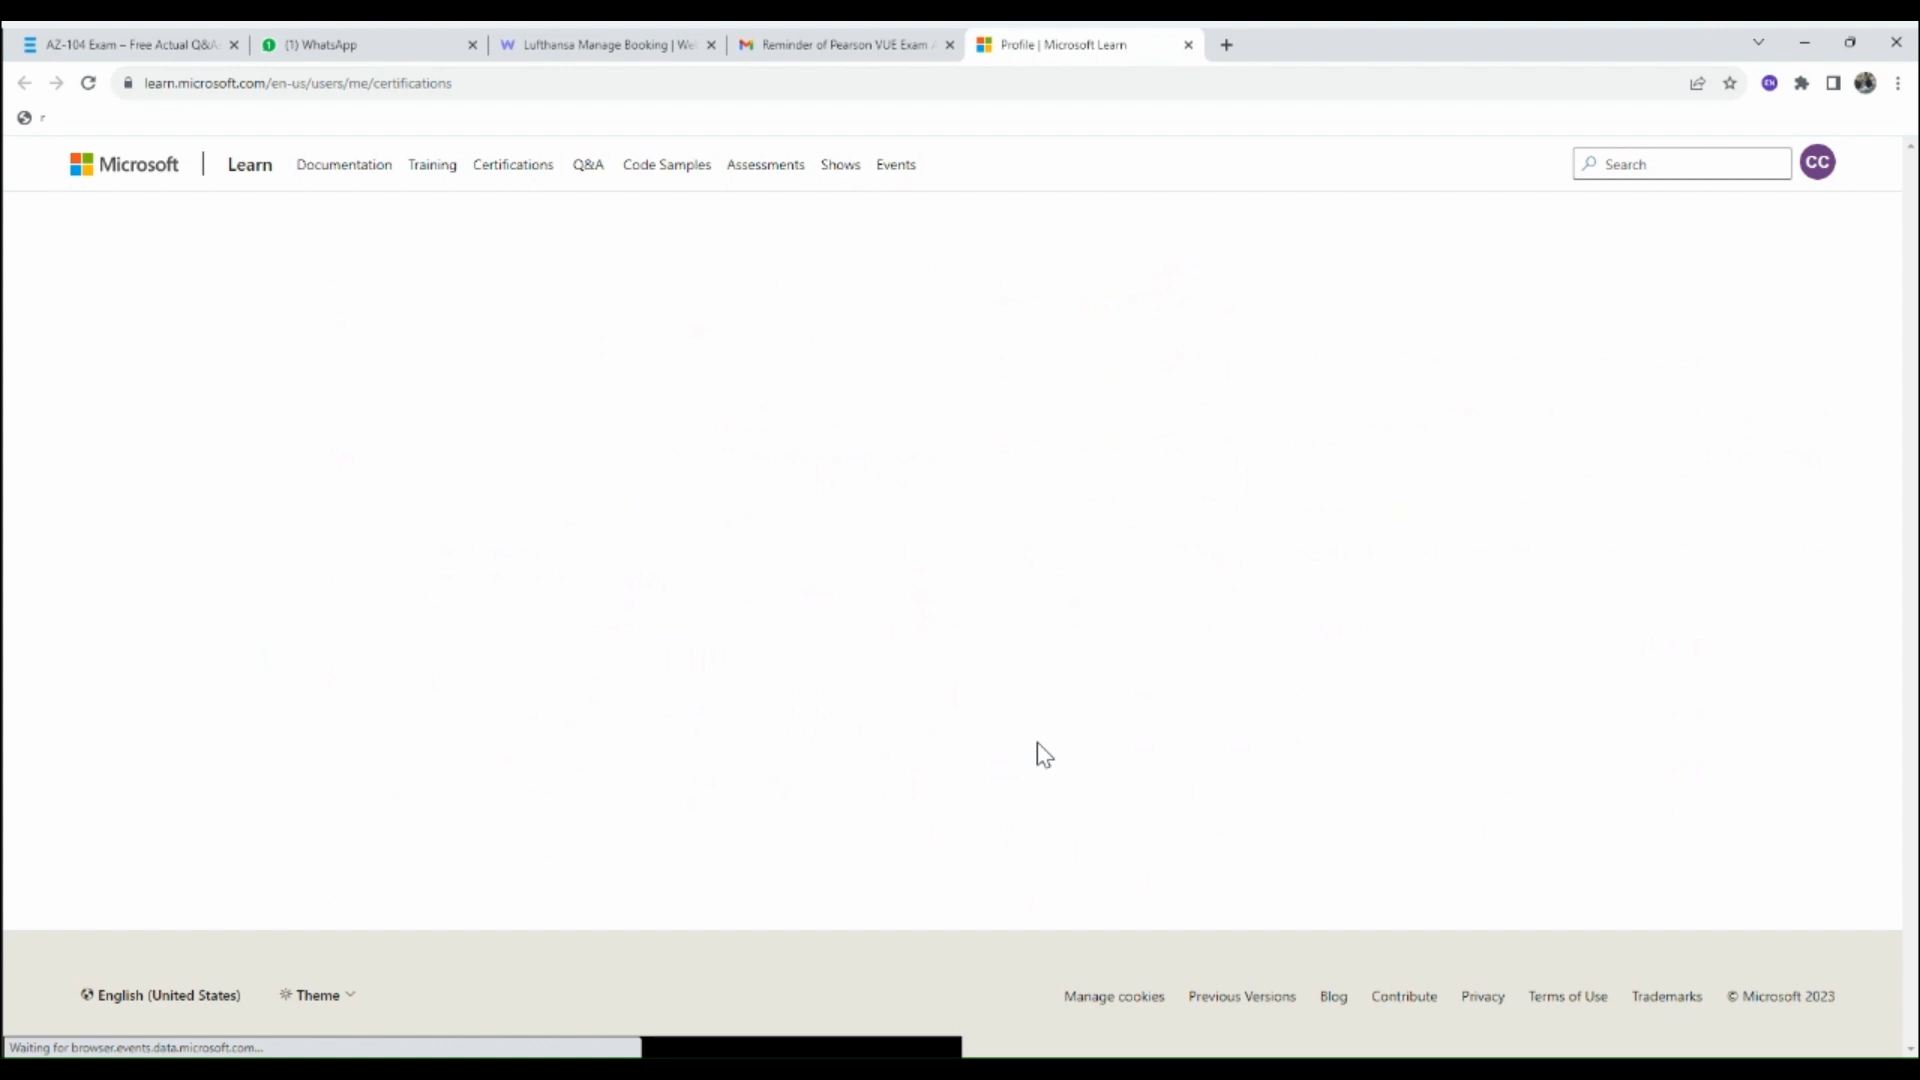 AZ-104 Exam – Free Actual Q&A
(1) WhatsApp
Lufthansa Manage Booking | We
Reminder of Pearson VUE Exam
Profile | Microsoft Learn
learn.microsoft.com/en-us/users/me/certifications
EN
r
Microsoft
Learn
Documentation
Training
Certifications
Q&A
Code Samples
Assessments
Shows
Events
Search
CC
English (United States)
Theme
Manage cookies
Previous Versions
Blog
Contribute
Privacy
Terms of Use
Trademarks
© Microsoft 2023
Waiting for browser.events.data.microsoft.com...